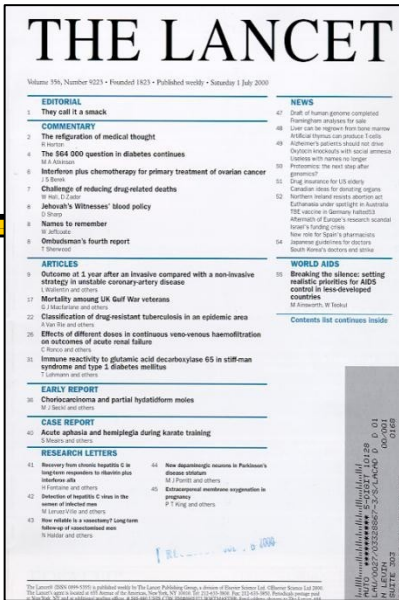 THE LANCET
Volume 356, Number 9223 • Founded 1823 • Published weekly • Saturday 1 July 2000
EDITORIAL
1 They call it a smack
COMMENTARY
2 The refiguration of medical thought
R Horton
4 The $64 000 question in diabetes continues
M A Atkinson
6 Interferon plus chemotherapy for primary treatment of ovarian cancer
J S Berek
7 Challenge of reducing drug-related deaths
W Hall, D Zador
8 Jehovah's Witnesses' blood policy
D Sharp
8 Names to remember
W Jeffcoate
8 Ombudsman's fourth report
T Sherwood
ARTICLES
9 Outcome at 1 year after an invasive compared with a non-invasive
strategy in unstable coronary-artery disease
L Wallentin and others
17 Mortality among UK Gulf War veterans
G J Macfarlane and others
22 Classification of drug-resistant tuberculosis in an epidemic area
A Van Rie and others
26 Effects of different doses in continuous veno-venous haemofiltration
on outcomes of acute renal failure
C Ronco and others
31 Immune reactivity to glutamic acid decarboxylase 65 in stiff-man
syndrome and type 1 diabetes mellitus
T Lohmann and others
EARLY REPORT
36 Choriocarcinoma and partial hydatidiform moles
M J Seckl and others
CASE REPORT
40 Acute aphasia and hemiplegia during karate training
S Meairs and others
RESEARCH LETTERS
41 Recovery from chronic hepatitis C in
long-term responders to ribavirin plus
interferon alfa
H Fontaine and others
42 Detection of hepatitis C virus in the
semen of infected men
43 How reliable is a vasectomy? Long-term
follow-up of vasectomised men
N Haldar and others
44 New dopaminergic neurons in Parkinson's
disease striatum
M J Porritt and others
45 Extracorporeal membrane oxygenation in
pregnancy
P T King and others
NEWS
47 Draft of human genome completed
Framingham analyses for sale
48 Liver can be regrown from bone marrow
Artificial thymus can produce T-cells
49 Alzheimer's patients should not drive
Oxytocin knockouts with social amnesia
Useless with names no longer
50 Proteomics: the next step after
genomics?
51 Drug insurance for US elderly
Canadian ideas for donating organs
52 Northern Ireland resists abortion act
Euthanasia under spotlight in Australia
TSE vaccine in Germany halted
Aftermath of Europe's research scandal
Israel's funding crisis
New role for Spain's pharmacists
54 Japanese guidelines for doctors
South Korea's doctors end strike
WORLD AIDS
55 Breaking the silence: setting
realistic priorities for AIDS
control in less-developed
countries
M Ainsworth, W Teokul
Contents list continues inside
N LEVIN
SUITE 303